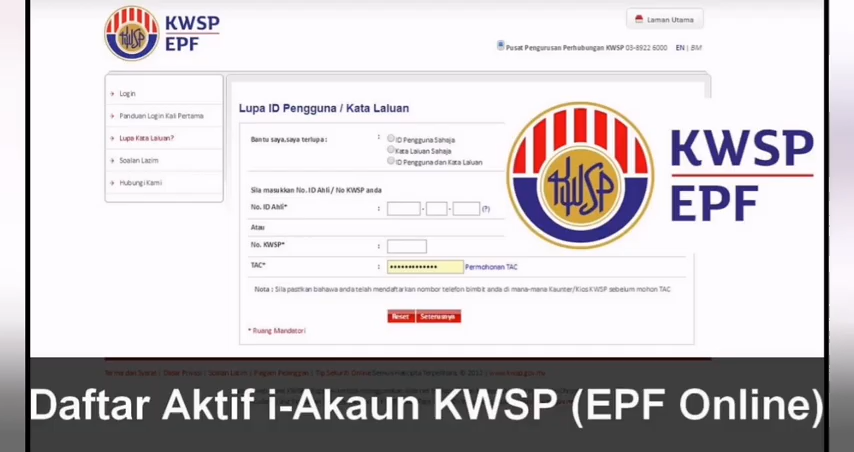 KWSP
EPF
Laman Utama
Pusat Pengurusan Perhubungan KWSP 03-8922 6000 EN | BM
Login
Panduan Login Kali Pertama
Lupa Kata Laluan?
Soalan Lazim
Hubungi Kami
Lupa ID Pengguna / Kata Laluan
Bantu saya,saya terlupa : :
ID Pengguna Sahaja
Kata Laluan Sahaja
ID Pengguna dan Kata Laluan
Sila masukkan No. ID Ahli / No KWSP anda
No. ID Ahli* : - - (?)
Atau
No. KWSP* :
TAC* : ************* Permohonan TAC
Nota : Sila pastikan bahawa anda telah mendaftarkan nombor telefon bimbit anda di mana-mana Kaunter/Kios KWSP sebelum mohon TAC
Reset Seterusnya
* Ruang Mandatori
KWSP
KWSP
EPF
Daftar Aktif i-Akaun KWSP (EPF Online)